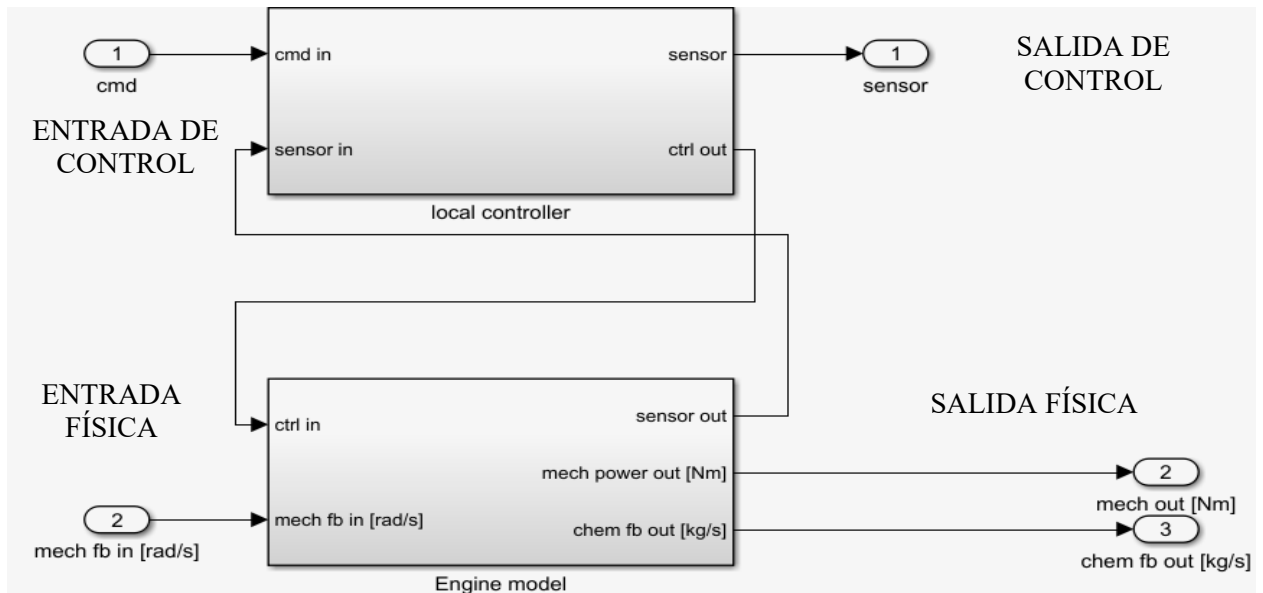 1
cmd
ENTRADA DE
CONTROL
cmd in
sensor in
sensor
ctrl out
local controller
1
sensor
SALIDA DE
CONTROL
ENTRADA
FÍSICA
2
mech fb in [rad/s]
ctrl in
mech fb in [rad/s]
sensor out
mech power out [Nm]
chem fb out [kg/s]
Engine model
SALIDA FÍSICA
2
mech out [Nm]
3
chem fb out [kg/s]